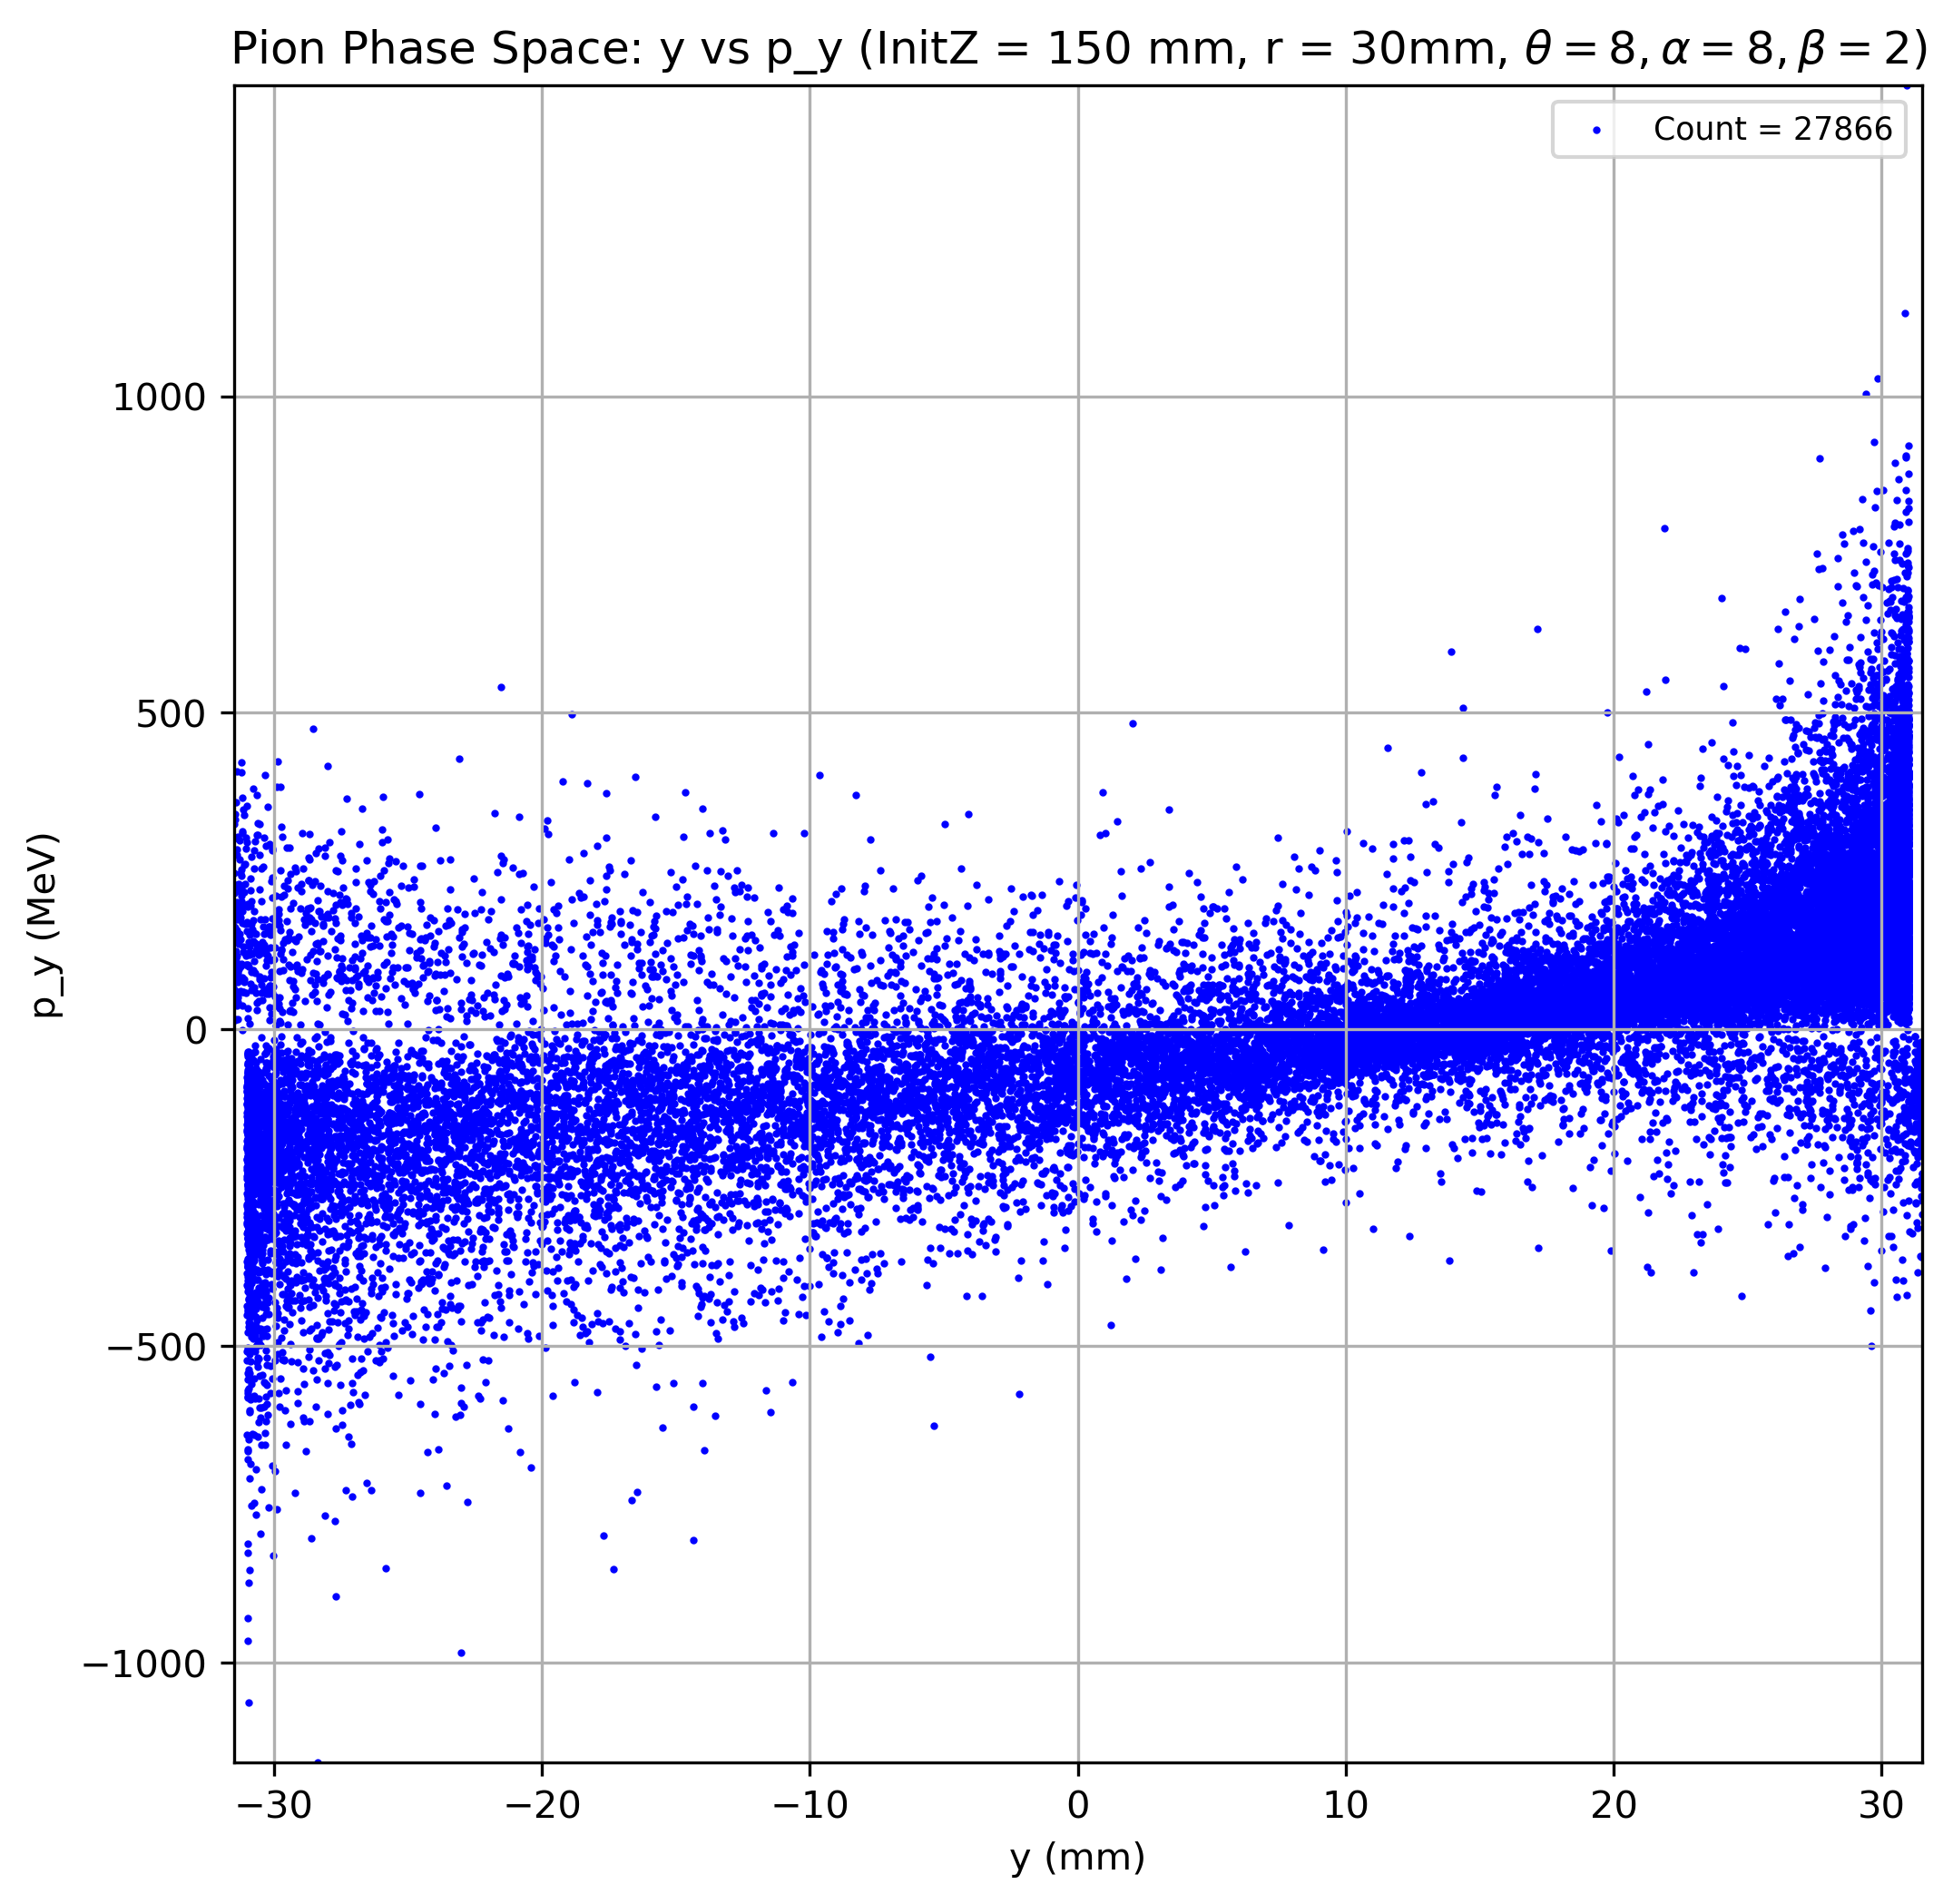 Pion Phase Space: y vs p_y (InitZ = 150 mm, r = 30mm, θ = 8, α = 8, β = 2)
Count = 27866
1000
500
0
−500
−1000
p_y (MeV)
−30 −20 −10 0 10 20 30
y (mm)